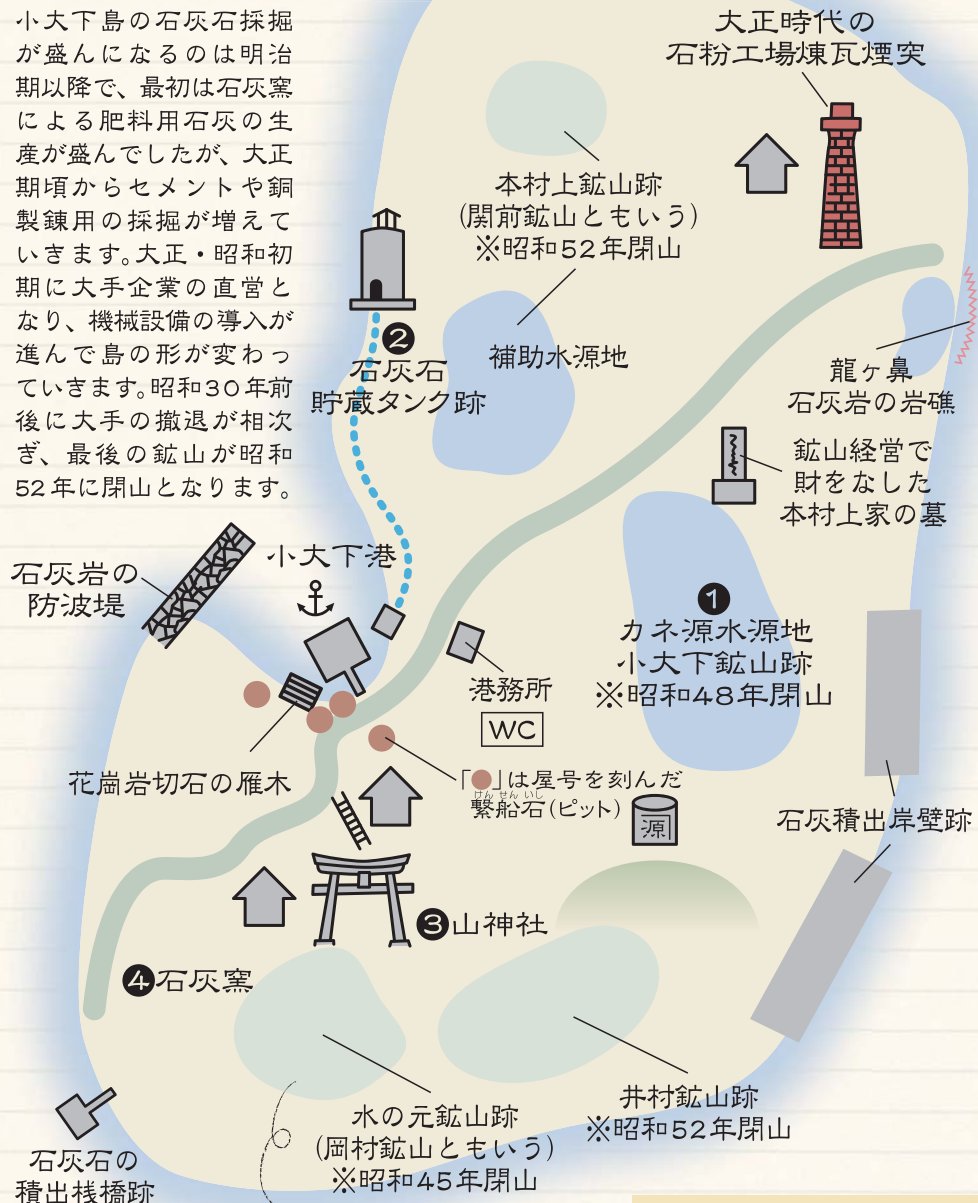 小大下島の石灰石採掘
が盛んになるのは明治
期以降で、最初は石灰窯
による肥料用石灰の生
産が盛んでしたが、大正
期頃からセメントや銅
製錬用の採掘が増えて
いきます。大正・昭和初
期に大手企業の直営と
なり、機械設備の導入が
進んで島の形が変わっ
ていきます。昭和30年前
後に大手の撤退が相次
ぎ、最後の鉱山が昭和
52年に閉山となります。
大正時代の
石粉工場煉瓦煙突
本村上鉱山跡
(関前鉱山ともいう)
※昭和52年閉山
❷
石灰石
貯蔵タンク跡
補助水源地
龍ヶ鼻
石灰岩の岩礁
鉱山経営で
財をなした
本村上家の墓
石灰岩の
防波堤
小大下港
❶
カネ源水源地
小大下鉱山跡
※昭和48年閉山
港務所
WC
花崗岩切石の雁木
「●」は屋号を刻んだ
けんせんいし
繋船石(ピット)
源
石灰積出岸壁跡
❸山神社
❹石灰窯
井村鉱山跡
※昭和52年閉山
水の元鉱山跡
(岡村鉱山ともいう)
※昭和45年閉山
石灰石の
積出桟橋跡